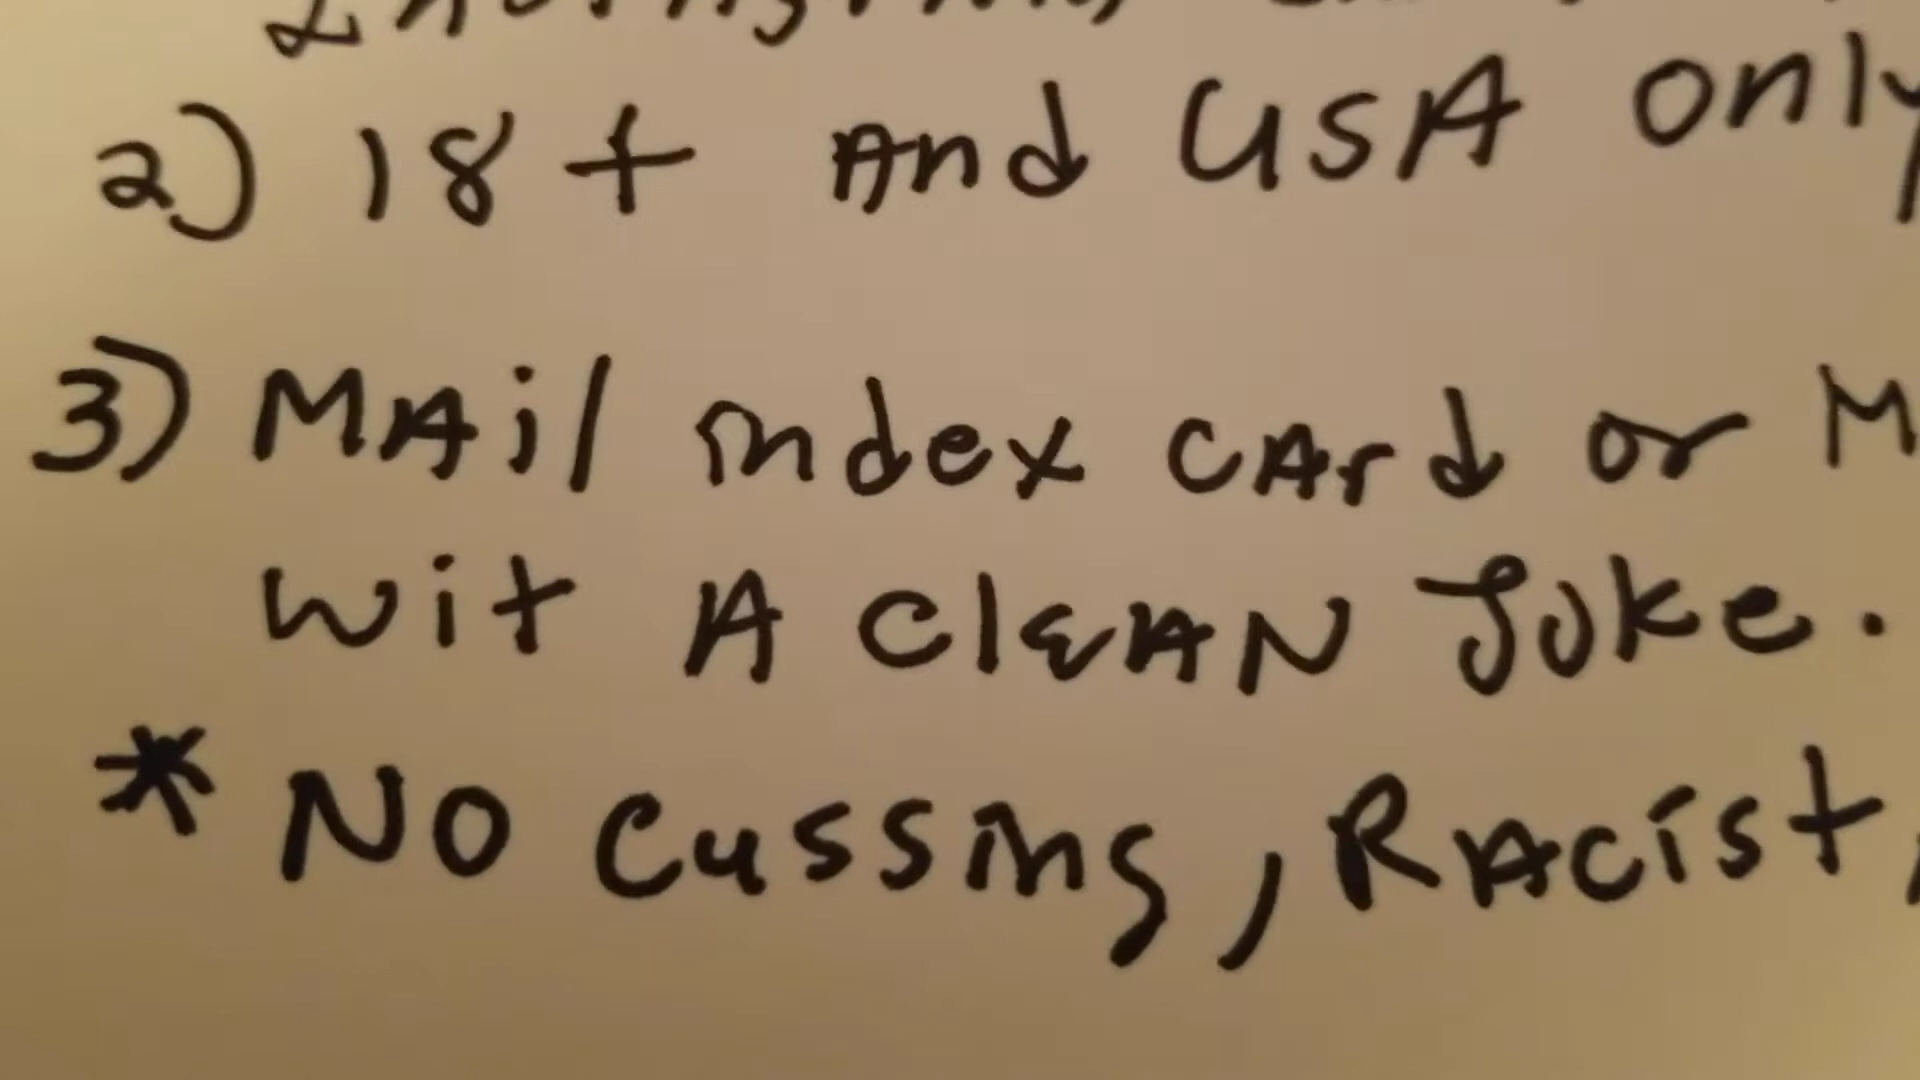 2) 18+ And USA only
3) MAil index CArd or M
wit A cleAN Joke.
* NO Cussing, RAcist,